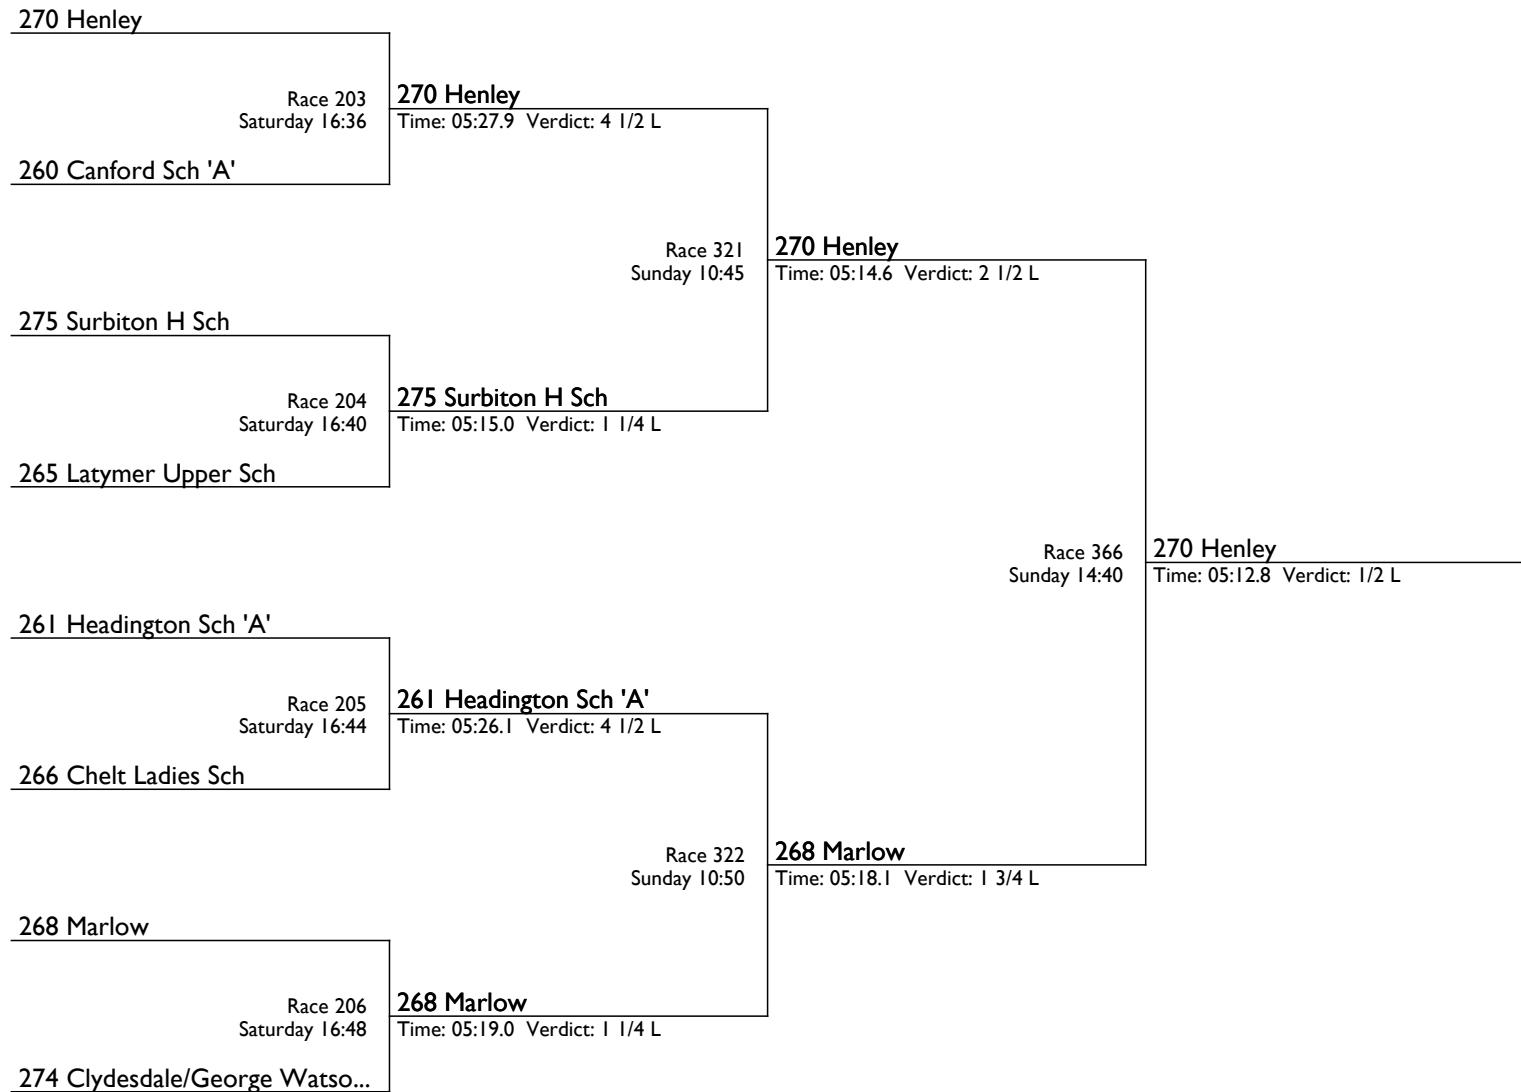 270 Henley
Race 203
Saturday 16:36
270 Henley
Time: 05:27.9 Verdict: 4 1/2 L
260 Canford Sch 'A'
Race 321
Sunday 10:45
270 Henley
Time: 05:14.6 Verdict: 2 1/2 L
275 Surbiton H Sch
Race 204
Saturday 16:40
275 Surbiton H Sch
Time: 05:15.0 Verdict: 1 1/4 L
265 Latymer Upper Sch
Race 366
Sunday 14:40
270 Henley
Time: 05:12.8 Verdict: 1/2 L
261 Headington Sch 'A'
Race 205
Saturday 16:44
261 Headington Sch 'A'
Time: 05:26.1 Verdict: 4 1/2 L
266 Chelt Ladies Sch
Race 322
Sunday 10:50
268 Marlow
Time: 05:18.1 Verdict: 1 3/4 L
268 Marlow
Race 206
Saturday 16:48
268 Marlow
Time: 05:19.0 Verdict: 1 1/4 L
274 Clydesdale/George Watso...